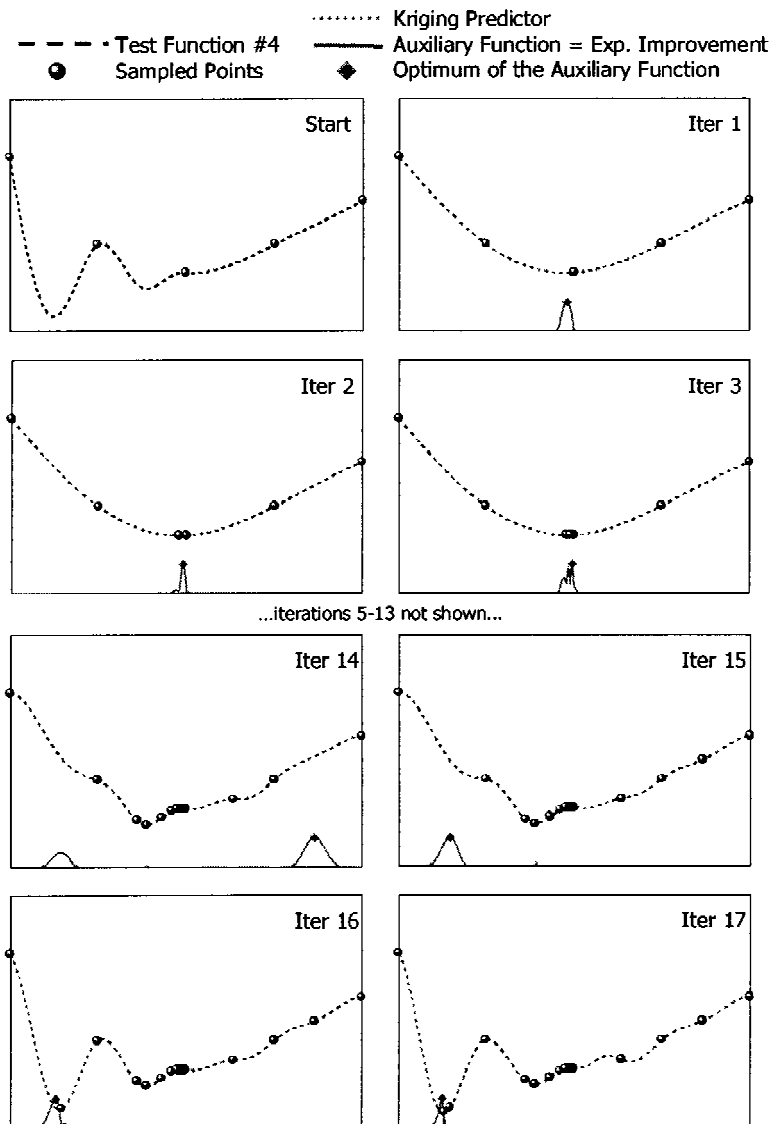 Kriging Predictor
Test Function #4
Auxiliary Function = Exp. Improvement
Sampled Points
Optimum of the Auxiliary Function
Start
Iter 1
Iter 2
Iter 3
...iterations 5-13 not shown...
Iter 14
Iter 15
Iter 16
Iter 17